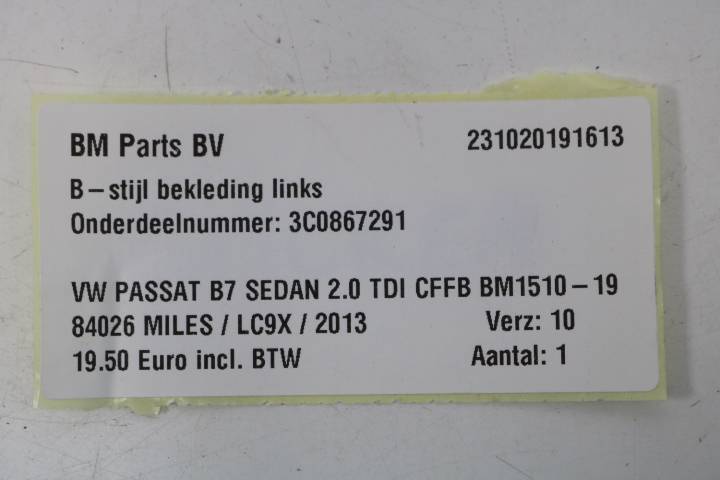 BM Parts BV 231020191613
B-stijl bekleding links
Onderdeelnummer: 3C0867291
VW PASSAT B7 SEDAN 2.0 TDI CFFB BM1510-19
84026 MILES / LC9X / 2013 Verz: 10
19.50 Euro incl. BTW Aantal: 1